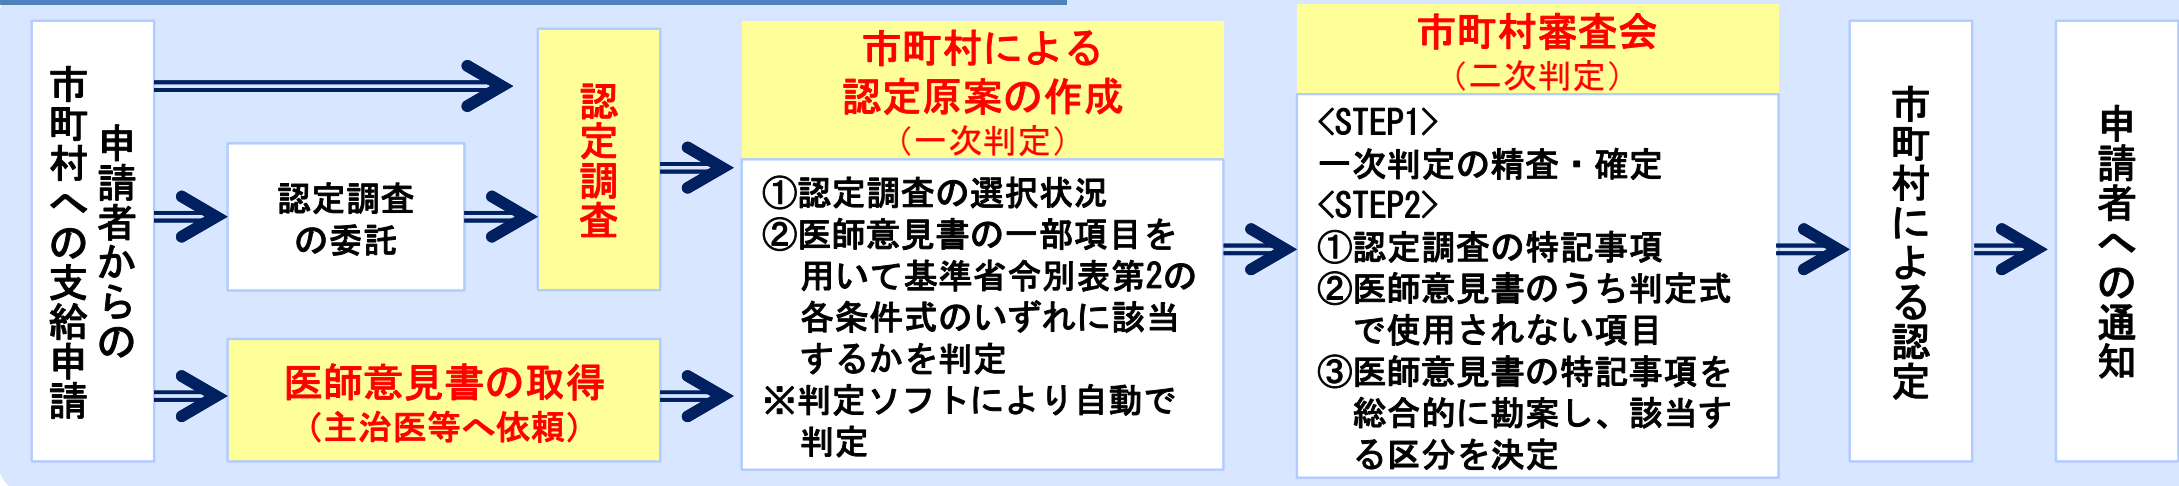 申請者からの
市町村への支給申請
認定調査
の委託
医師意見書の取得
(主治医等へ依頼)
認定調査
市町村による
認定原案の作成
(一次判定)
①認定調査の選択状況
②医師意見書の一部項目を
用いて基準省令別表第2の
各条件式のいずれに該当
するかを判定
※判定ソフトにより自動で
判定
市町村審査会
(二次判定)
<STEP1>
一次判定の精査・確定
<STEP2>
①認定調査の特記事項
②医師意見書のうち判定式
で使用されない項目
③医師意見書の特記事項を
総合的に勘案し、該当す
る区分を決定
市町村による認定
申請者への通知